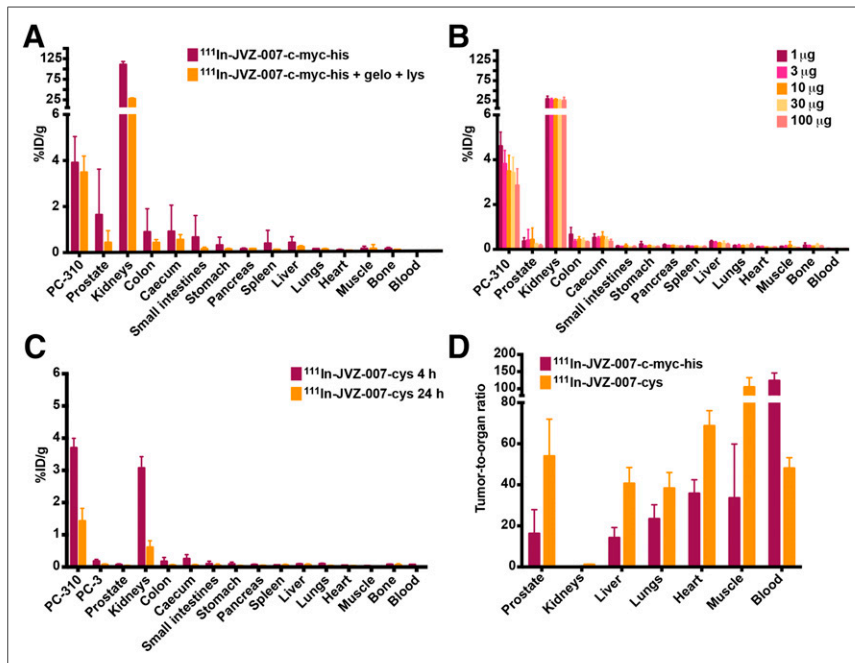 A
¹¹¹In-JVZ-007-c-myc-his
¹¹¹In-JVZ-007-c-myc-his + gelo + lys
%ID/g
125
75
25
6
4
2
0
PC-310
Prostate
Kidneys
Colon
Caecum
Small intestines
Stomach
Pancreas
Spleen
Liver
Lungs
Heart
Muscle
Bone
Blood
B
1 µg
3 µg
10 µg
30 µg
100 µg
%ID/g
125
75
25
6
4
2
0
PC-310
Prostate
Kidneys
Colon
Caecum
Small intestines
Stomach
Pancreas
Spleen
Liver
Lungs
Heart
Muscle
Bone
Blood
C
¹¹¹In-JVZ-007-cys 4 h
¹¹¹In-JVZ-007-cys 24 h
%ID/g
6
5
4
3
2
1
0
PC-310
PC-3
Prostate
Kidneys
Colon
Caecum
Small intestines
Stomach
Pancreas
Spleen
Liver
Lungs
Heart
Muscle
Bone
Blood
D
¹¹¹In-JVZ-007-c-myc-his
¹¹¹In-JVZ-007-cys
Tumor-to-organ ratio
200
150
100
80
60
40
20
0
Prostate
Kidneys
Liver
Lungs
Heart
Muscle
Blood